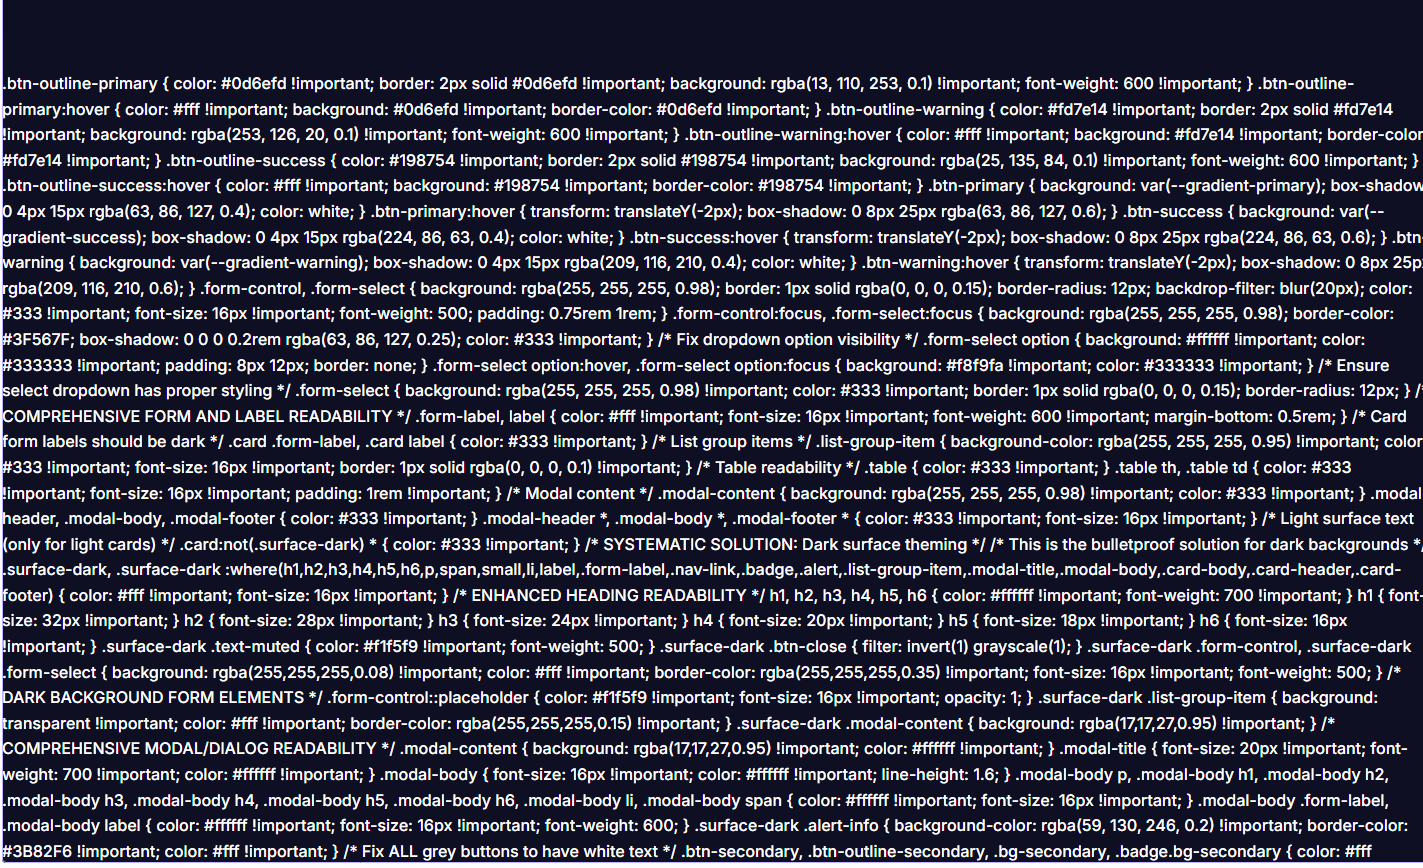 .btn-outline-primary { color: #0d6efd !important; border: 2px solid #0d6efd !important; background: rgba(13, 110, 253, 0.1) !important; font-weight: 600 !important; } .btn-outline-
primary:hover { color: #fff !important; background: #0d6efd !important; border-color: #0d6efd !important; } .btn-outline-warning { color: #fd7e14 !important; border: 2px solid #fd7e14
!important; background: rgba(253, 126, 20, 0.1) !important; font-weight: 600 !important; } .btn-outline-warning:hover { color: #fff !important; background: #fd7e14 !important; border-color
#fd7e14 !important; } .btn-outline-success { color: #198754 !important; border: 2px solid #198754 !important; background: rgba(25, 135, 84, 0.1) !important; font-weight: 600 !important; }
.btn-outline-success:hover { color: #fff !important; background: #198754 !important; border-color: #198754 !important; } .btn-primary { background: var(--gradient-primary); box-shadow
0 4px 15px rgba(63, 86, 127, 0.4); color: white; } .btn-primary:hover { transform: translateY(-2px); box-shadow: 0 8px 25px rgba(63, 86, 127, 0.6); } .btn-success { background: var(--
gradient-success); box-shadow: 0 4px 15px rgba(224, 86, 63, 0.4); color: white; } .btn-success:hover { transform: translateY(-2px); box-shadow: 0 8px 25px rgba(224, 86, 63, 0.6); } .btn-
warning { background: var(--gradient-warning); box-shadow: 0 4px 15px rgba(209, 116, 210, 0.4); color: white; } .btn-warning:hover { transform: translateY(-2px); box-shadow: 0 8px 25px
rgba(209, 116, 210, 0.6); } .form-control, .form-select { background: rgba(255, 255, 255, 0.98); border: 1px solid rgba(0, 0, 0, 0.15); border-radius: 12px; backdrop-filter: blur(20px); color:
#333 !important; font-size: 16px !important; font-weight: 500; padding: 0.75rem 1rem; } .form-control:focus, .form-select:focus { background: rgba(255, 255, 255, 0.98); border-color:
#3F567F; box-shadow: 0 0 0 0.2rem rgba(63, 86, 127, 0.25); color: #333 !important; } /* Fix dropdown option visibility */ .form-select option { background: #ffffff !important; color:
#333333 !important; padding: 8px 12px; border: none; } .form-select option:hover, .form-select option:focus { background: #f8f9fa !important; color: #333333 !important; } /* Ensure
select dropdown has proper styling */ .form-select { background: rgba(255, 255, 255, 0.98) !important; color: #333 !important; border: 1px solid rgba(0, 0, 0, 0.15); border-radius: 12px; } /*
COMPREHENSIVE FORM AND LABEL READABILITY */ .form-label, label { color: #fff !important; font-size: 16px !important; font-weight: 600 !important; margin-bottom: 0.5rem; } /* Card
form labels should be dark */ .card .form-label, .card label { color: #333 !important; } /* List group items */ .list-group-item { background-color: rgba(255, 255, 255, 0.95) !important; color
#333 !important; font-size: 16px !important; border: 1px solid rgba(0, 0, 0, 0.1) !important; } /* Table readability */ .table { color: #333 !important; } .table th, .table td { color: #333
!important; font-size: 16px !important; padding: 1rem !important; } /* Modal content */ .modal-content { background: rgba(255, 255, 255, 0.98) !important; color: #333 !important; } .modal
header, .modal-body, .modal-footer { color: #333 !important; } .modal-header *, .modal-body *, .modal-footer * { color: #333 !important; font-size: 16px !important; } /* Light surface text
(only for light cards) */ .card:not(.surface-dark) * { color: #333 !important; } /* SYSTEMATIC SOLUTION: Dark surface theming */ /* This is the bulletproof solution for dark backgrounds */
.surface-dark, .surface-dark :where(h1,h2,h3,h4,h5,h6,p,span,small,li,label,.form-label,.nav-link,.badge,.alert,.list-group-item,.modal-title,.modal-body,.card-body,.card-header,.card-
footer) { color: #fff !important; font-size: 16px !important; } /* ENHANCED HEADING READABILITY */ h1, h2, h3, h4, h5, h6 { color: #ffffff !important; font-weight: 700 !important; } h1 { font-
size: 32px !important; } h2 { font-size: 28px !important; } h3 { font-size: 24px !important; } h4 { font-size: 20px !important; } h5 { font-size: 18px !important; } h6 { font-size: 16px
!important; } .surface-dark .text-muted { color: #f1f5f9 !important; font-weight: 500; } .surface-dark .btn-close { filter: invert(1) grayscale(1); } .surface-dark .form-control, .surface-dark
.form-select { background: rgba(255,255,255,0.08) !important; color: #fff !important; border-color: rgba(255,255,255,0.35) !important; font-size: 16px !important; font-weight: 500; } /*
DARK BACKGROUND FORM ELEMENTS */ .form-control::placeholder { color: #f1f5f9 !important; font-size: 16px !important; opacity: 1; } .surface-dark .list-group-item { background:
transparent !important; color: #fff !important; border-color: rgba(255,255,255,0.15) !important; } .surface-dark .modal-content { background: rgba(17,17,27,0.95) !important; } /*
COMPREHENSIVE MODAL/DIALOG READABILITY */ .modal-content { background: rgba(17,17,27,0.95) !important; color: #ffffff !important; } .modal-title { font-size: 20px !important; font-
weight: 700 !important; color: #ffffff !important; } .modal-body { font-size: 16px !important; color: #ffffff !important; line-height: 1.6; } .modal-body p, .modal-body h1, .modal-body h2,
.modal-body h3, .modal-body h4, .modal-body h5, .modal-body h6, .modal-body li, .modal-body span { color: #ffffff !important; font-size: 16px !important; } .modal-body .form-label,
.modal-body label { color: #ffffff !important; font-size: 16px !important; font-weight: 600; } .surface-dark .alert-info { background-color: rgba(59, 130, 246, 0.2) !important; border-color:
#3B82F6 !important; color: #fff !important; } /* Fix ALL grey buttons to have white text */ .btn-secondary, .btn-outline-secondary, .bg-secondary, .badge.bg-secondary { color: #fff